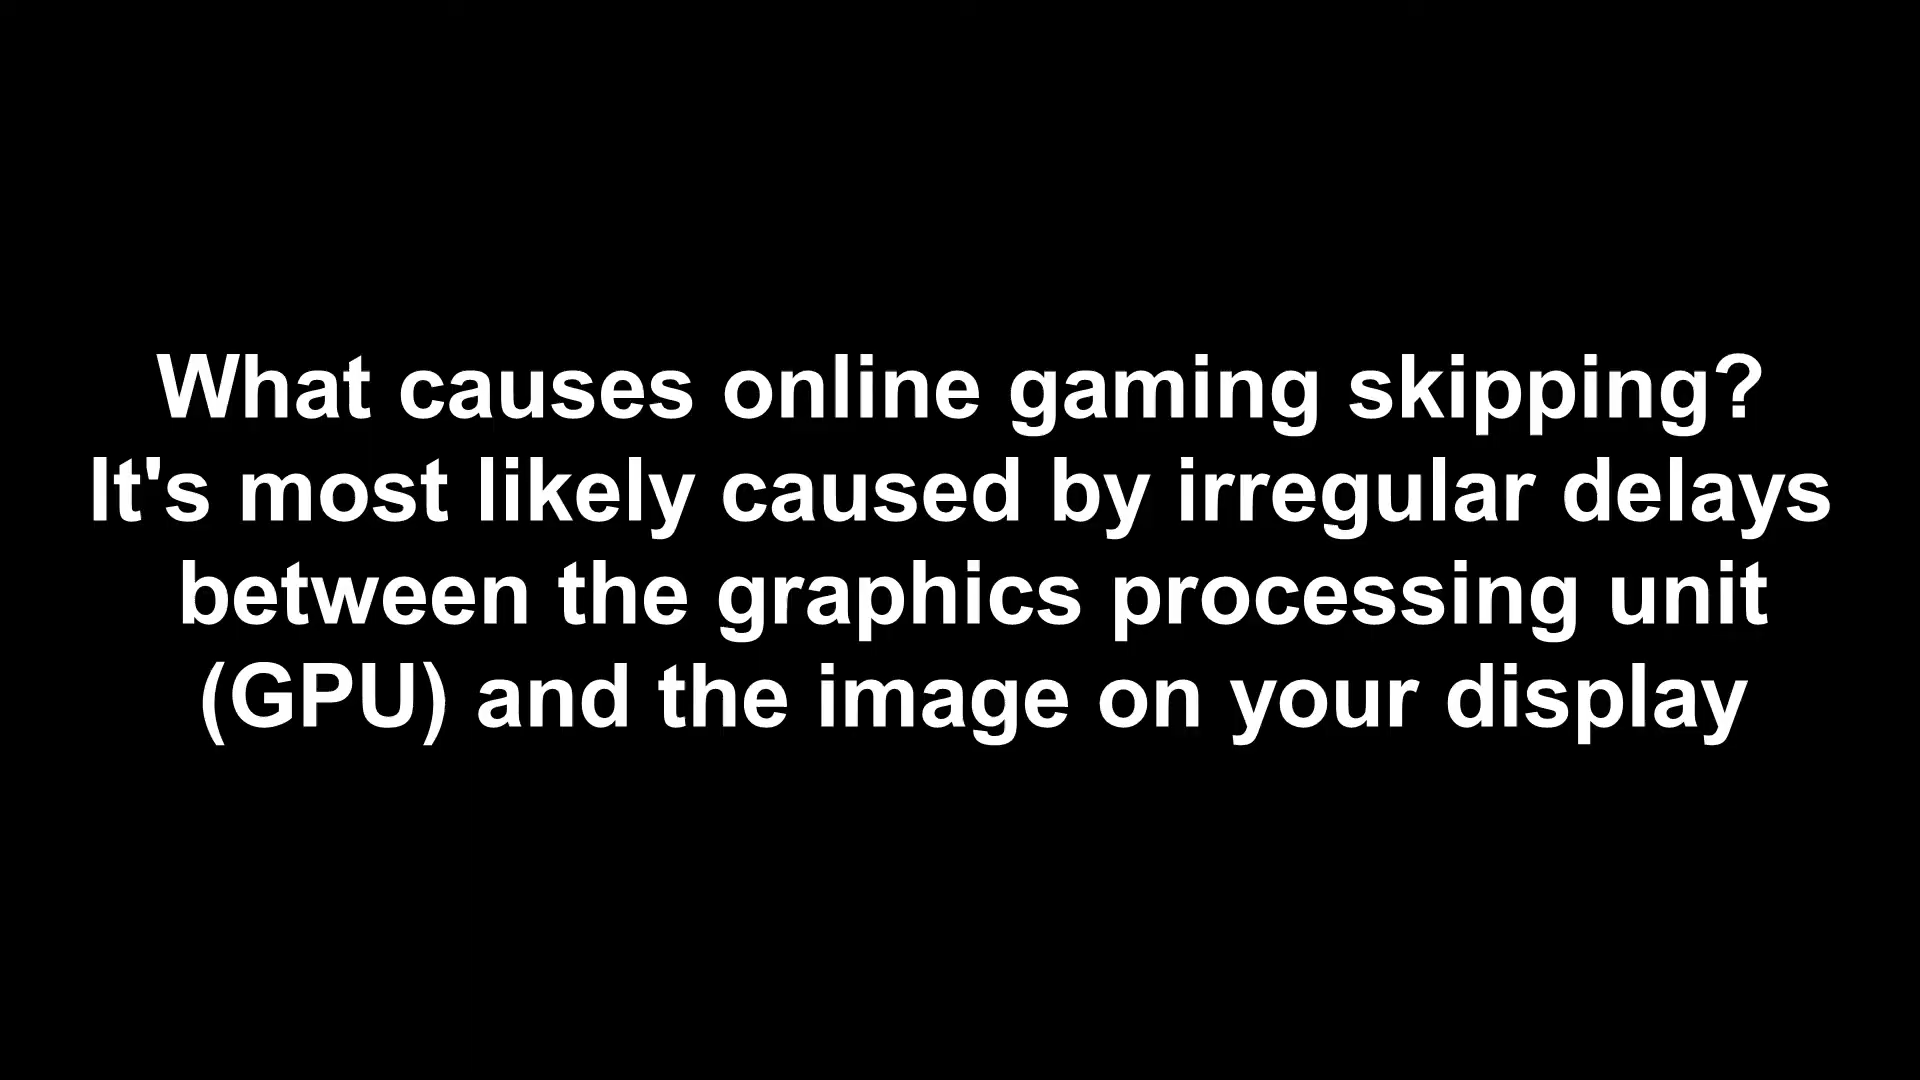 What causes online gaming skipping?
It's most likely caused by irregular delays
between the graphics processing unit
(GPU) and the image on your display